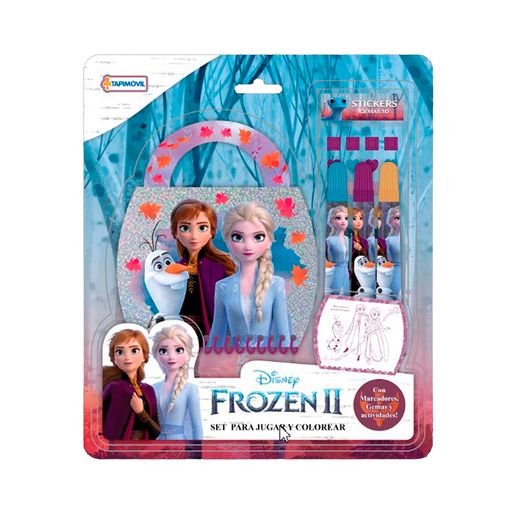 TAPIMOVIL
STICKERS
GEMAS 3D
Disney
FROZEN II
SET PARA JUGAR Y COLOREAR
Con
Marcadores,
Gemas y
actividades!